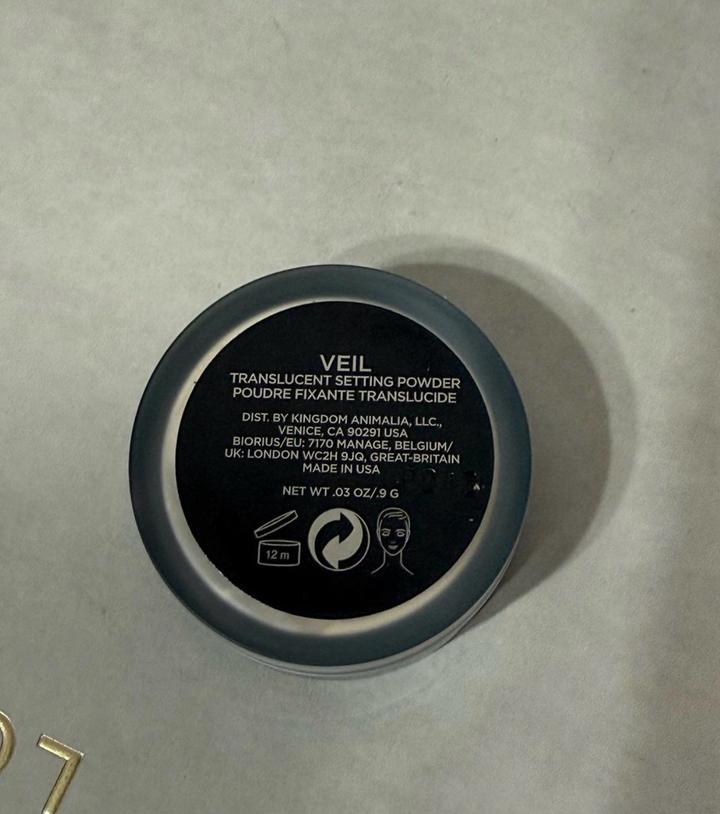 VEIL
TRANSLUCENT SETTING POWDER
POUDRE FIXANTE TRANSLUCIDE
DIST. BY KINGDOM ANIMALIA, LLC.,
VENICE, CA 90291 USA
BIORIUS/EU: 7170 MANAGE, BELGIUM/
UK: LONDON WC2H 9JQ, GREAT-BRITAIN
MADE IN USA
NET WT .03 OZ/.9 G
12 m